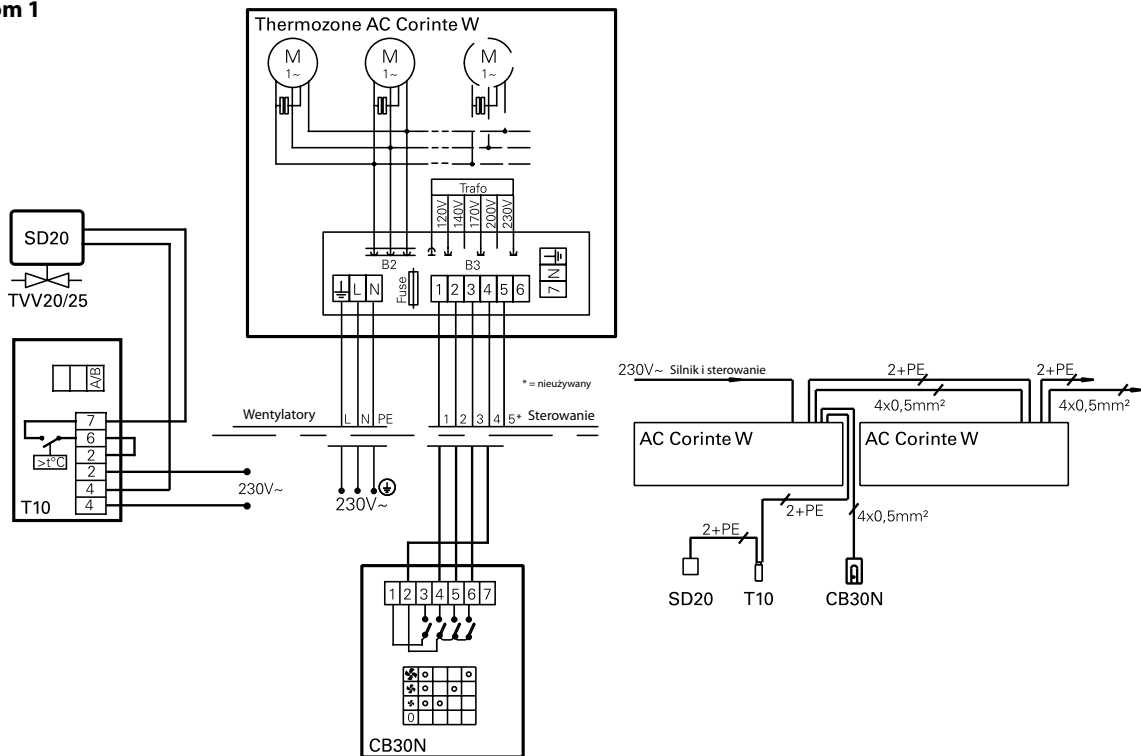 om 1
Thermozone AC Corinte W
M
1~
M
1~
M
1~
Trafo
120V
140V
170V
200V
230V
B2
B3
Fuse
L N
1 2 3 4 5 6
7 N
SD20
TVV20/25
A/B
7
6
2
2
4
4
>t°C
T10
230V~
* = nieużywany
Wentylatory
L N PE
1 2 3 4 5*
Sterowanie
230V~
1 2 3 4 5 6 7
0
CB30N
230V~ Silnik i sterowanie
2+PE
2+PE
4x0,5mm²
4x0,5mm²
AC Corinte W
AC Corinte W
2+PE
4x0,5mm²
2+PE
SD20
T10
CB30N